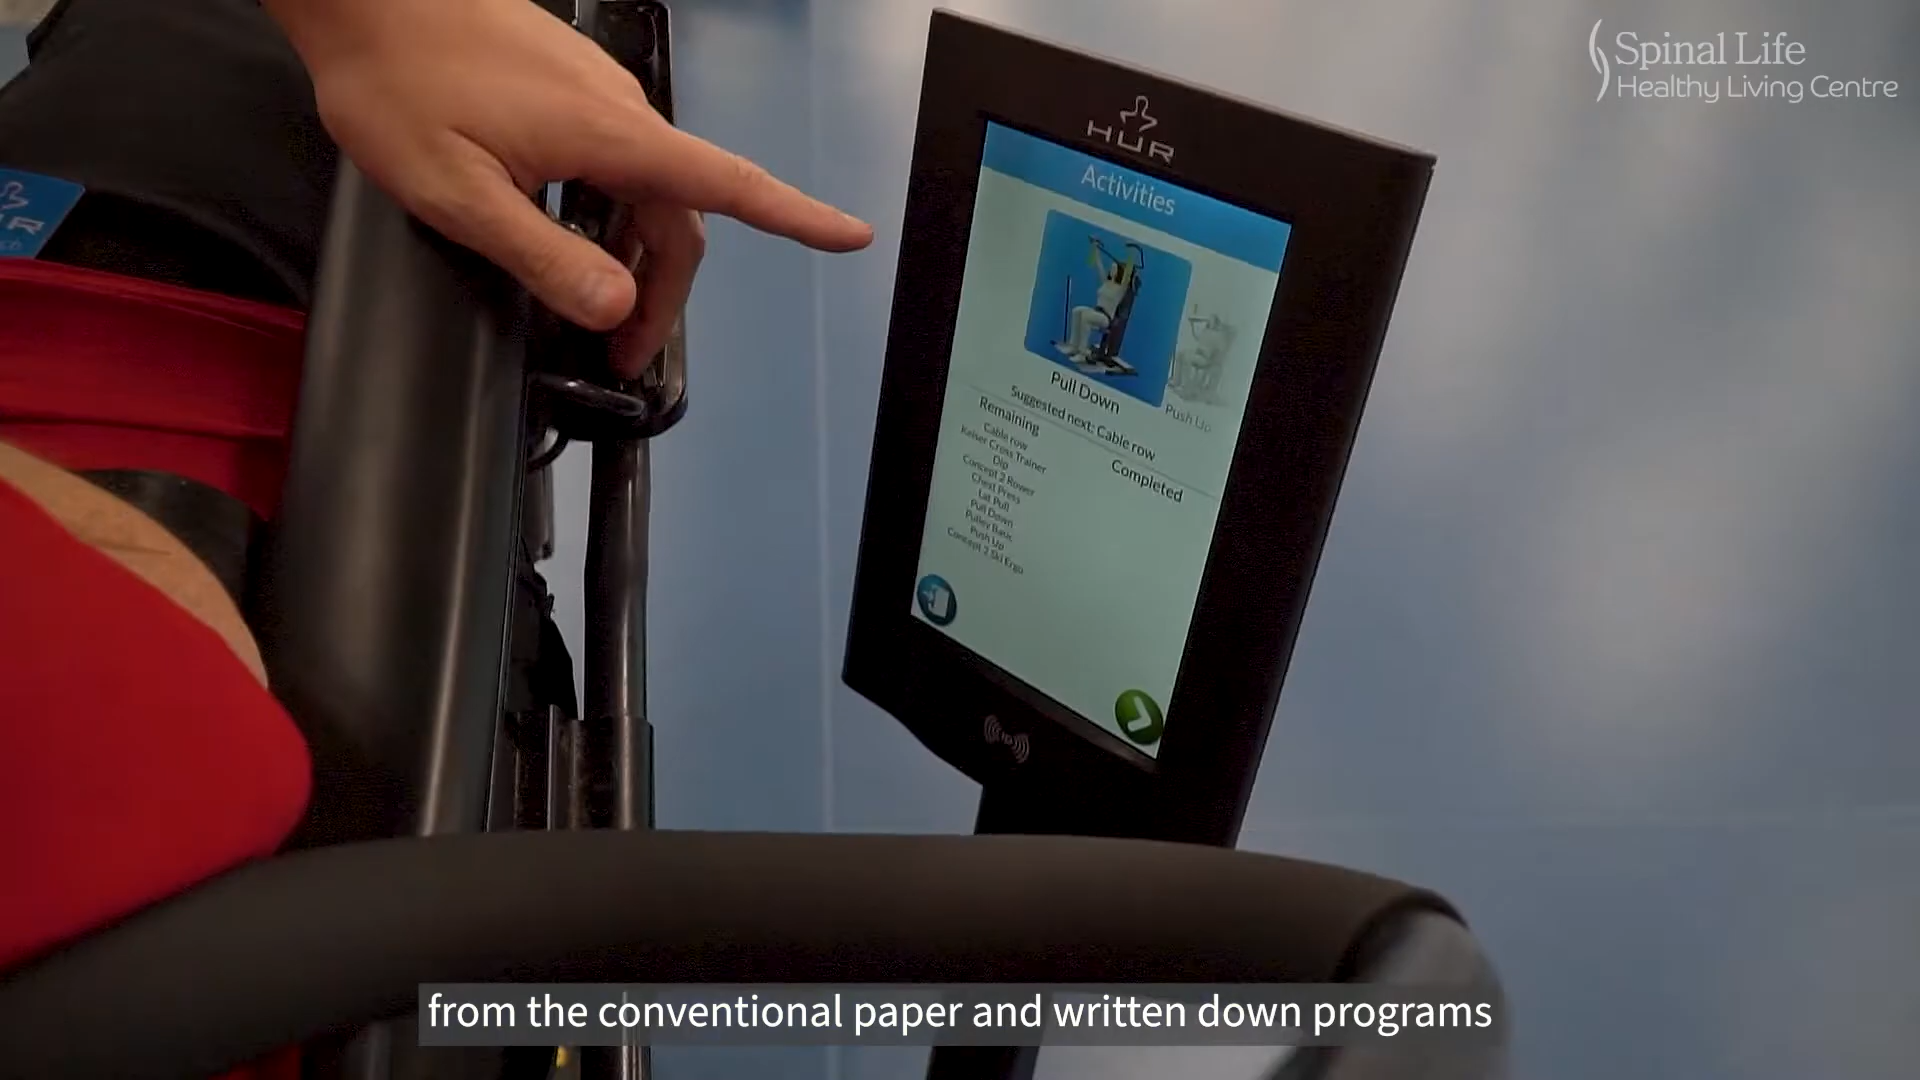 Spinal Life
Healthy Living Centre
HUR
Activities
Pull Down
Push Up
Suggested next: Cable row
Remaining
Completed
Cable row
Keiser Cross Trainer
Dip
Concept 2 Rower
Chest Press
Lat Pull
Pull Down
Pulley Basic
Push Up
Concept 2 Ski Ergo
from the conventional paper and written down programs